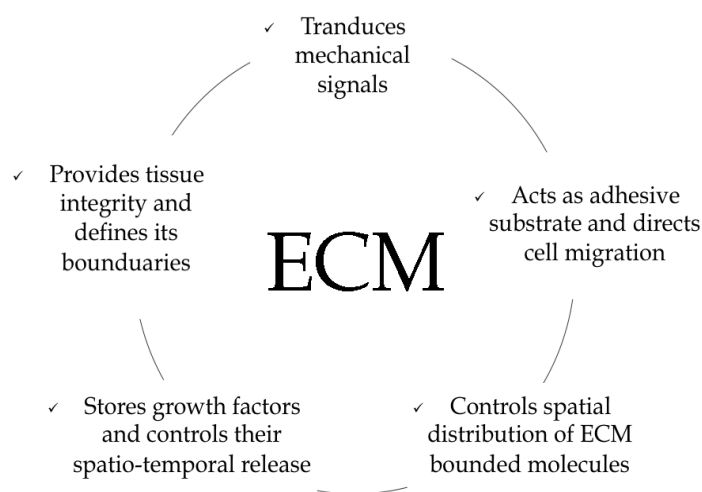 ✓ Tranduces
mechanical
signals
✓ Provides tissue
integrity and
defines its
bounduaries
✓ Acts as adhesive
substrate and directs
cell migration
ECM
✓ Stores growth factors
and controls their
spatio-temporal release
✓ Controls spatial
distribution of ECM
bounded molecules